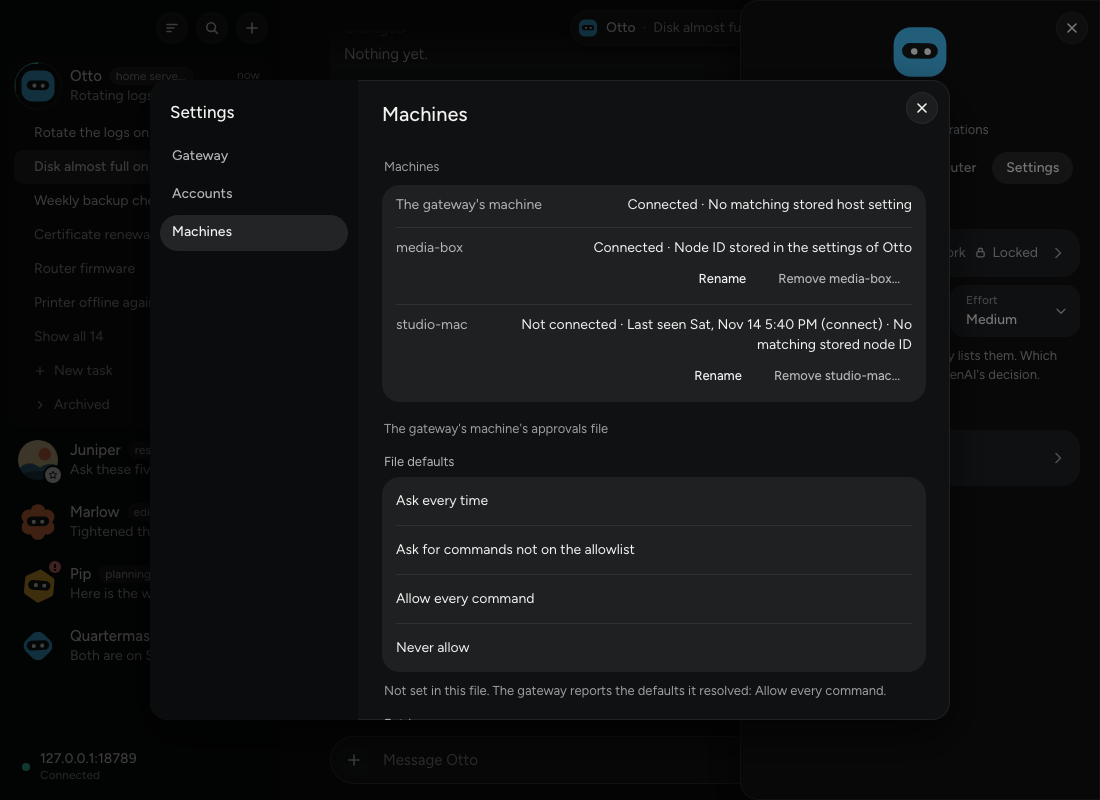 Otto · Disk almost fu
Nothing yet.
Otto home serve... now
Rotating logs
Rotate the logs on
Disk almost full on
Weekly backup che
Certificate renewa
Router firmware
Printer offline again
Show all 14
New task
Archived
Juniper res
Ask these five
Marlow edi
Tightened th
Pip planning
Here is the w
Quartermas
Both are on S
127.0.0.1:18789
Connected
Settings
Gateway
Accounts
Machines
Machines
Machines
The gateway's machine Connected · No matching stored host setting
media-box Connected · Node ID stored in the settings of Otto
Rename Remove media-box...
studio-mac Not connected · Last seen Sat, Nov 14 5:40 PM (connect) · No
matching stored node ID
Rename Remove studio-mac...
The gateway's machine's approvals file
File defaults
Ask every time
Ask for commands not on the allowlist
Allow every command
Never allow
Not set in this file. The gateway reports the defaults it resolved: Allow every command.
Message Otto
rations
uter Settings
ork Locked
Effort
Medium
y lists them. Which
enAI's decision.